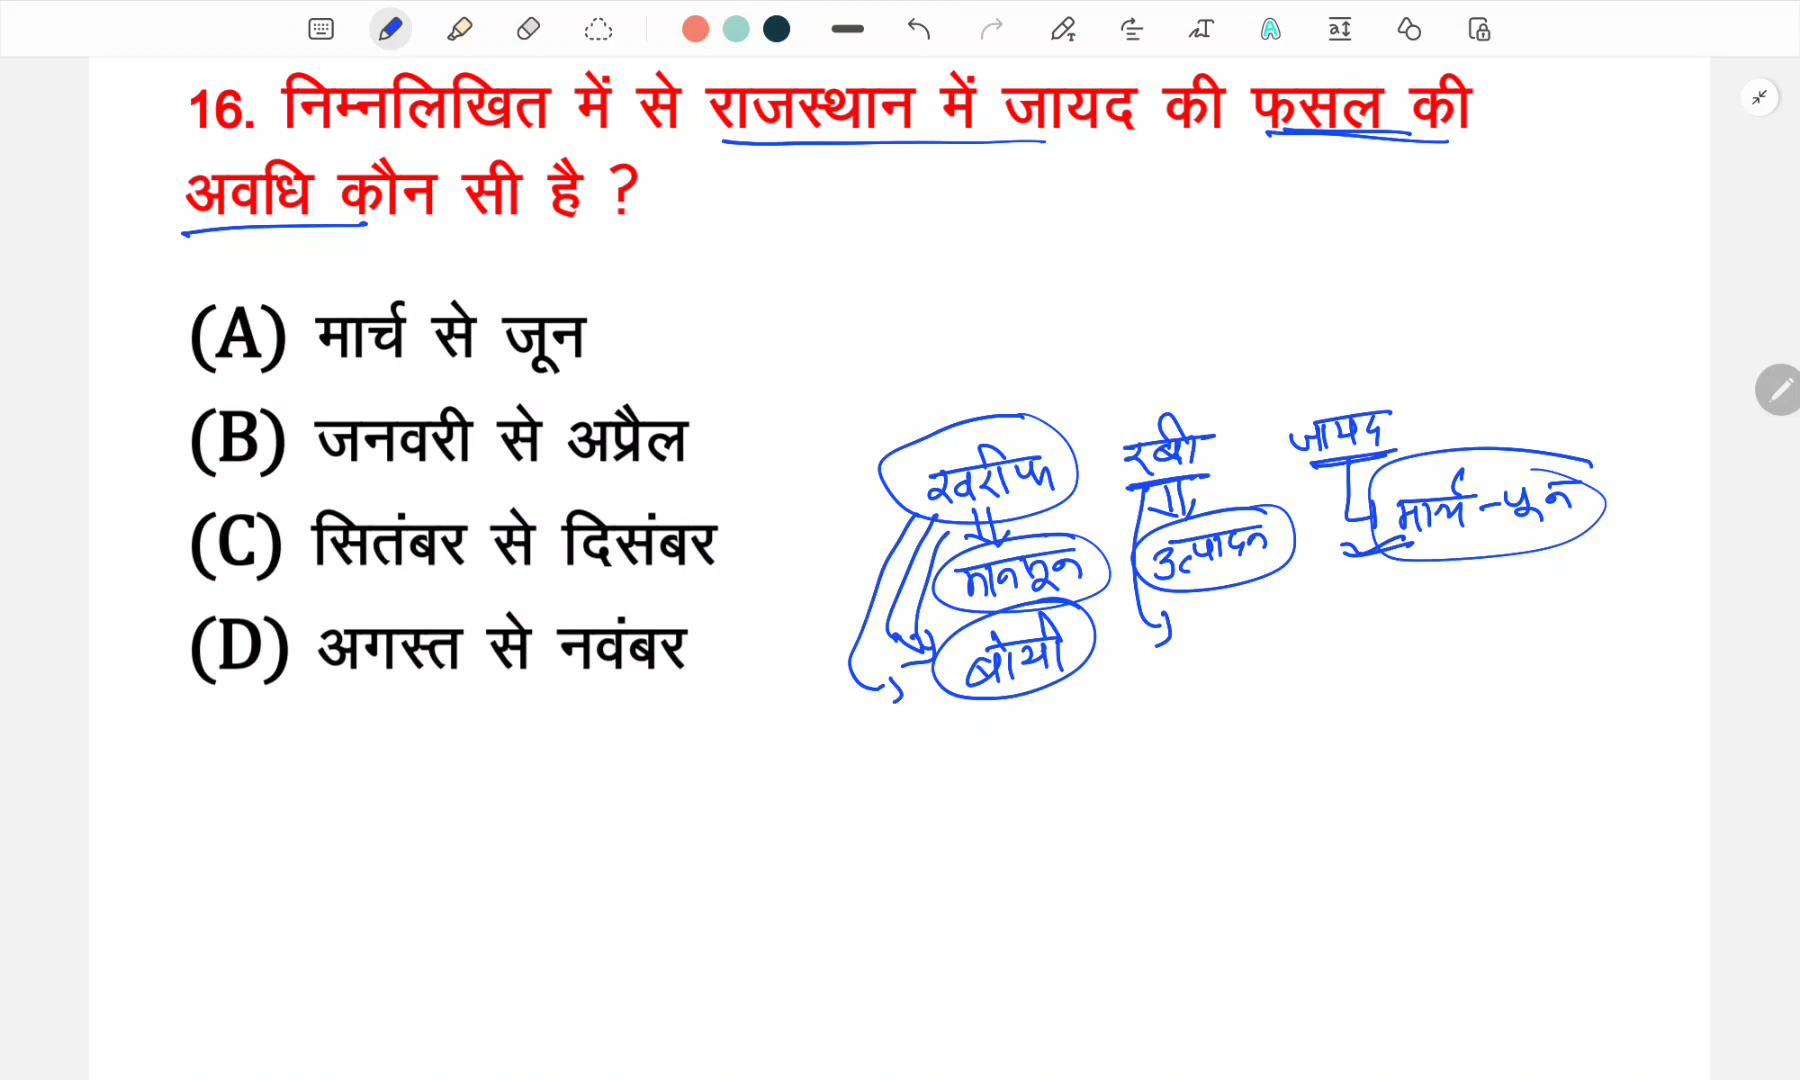 16. निम्नलिखित में से राजस्थान में जायद की फसल की
अवधि कौन सी है ?
(A) मार्च से जून
(B) जनवरी से अप्रैल
(C) सितंबर से दिसंबर
(D) अगस्त से नवंबर
खरीफ रबी जायद
मानसून उत्पादन मार्च - जून
बोयी